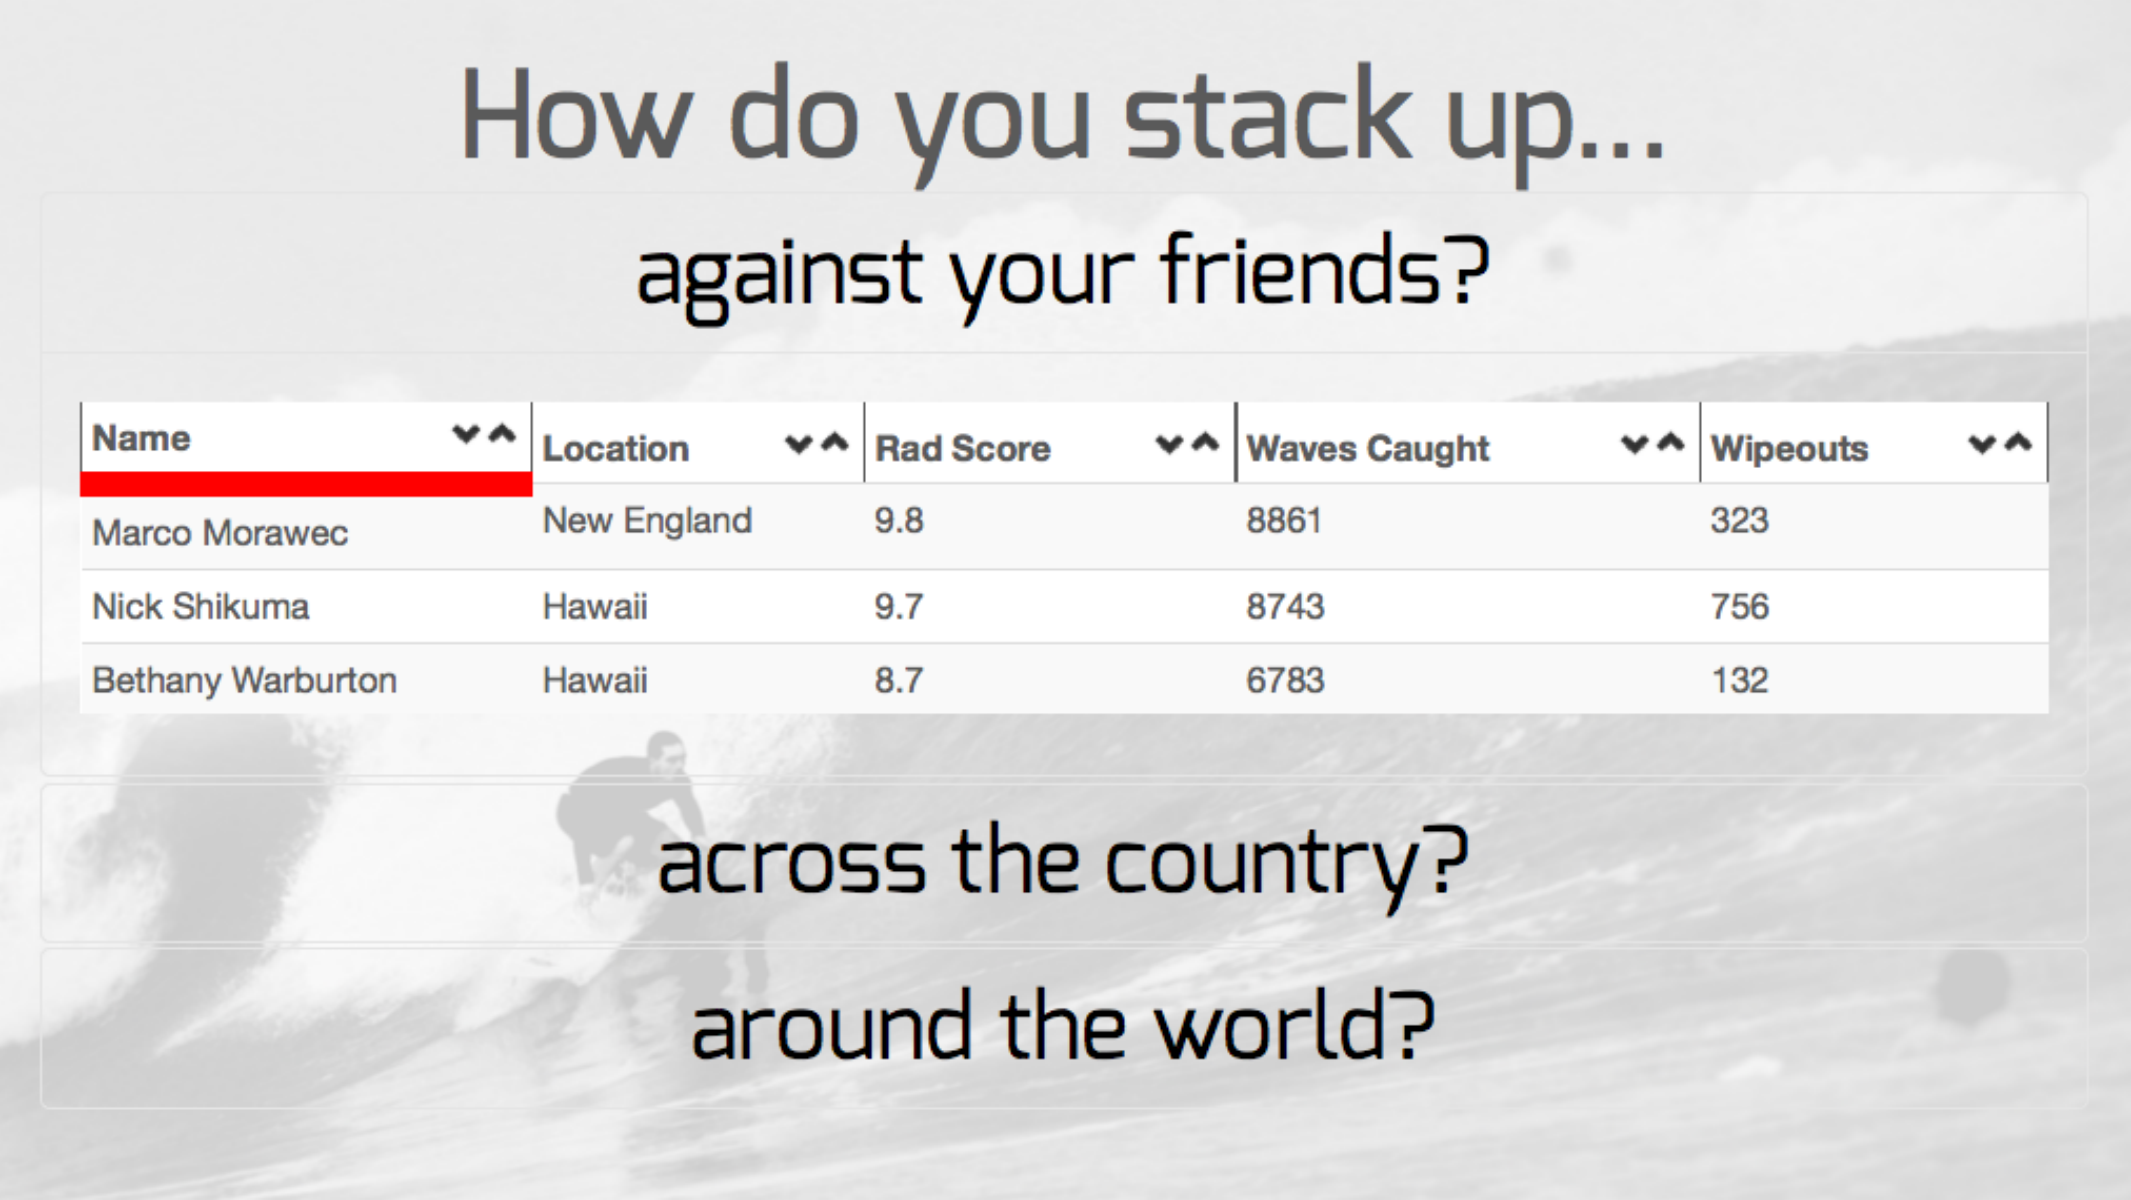 How do you stack up...
against your friends?
Name Location Rad Score Waves Caught Wipeouts
Marco Morawec New England 9.8 8861 323
Nick Shikuma Hawaii 9.7 8743 756
Bethany Warburton Hawaii 8.7 6783 132
across the country?
around the world?